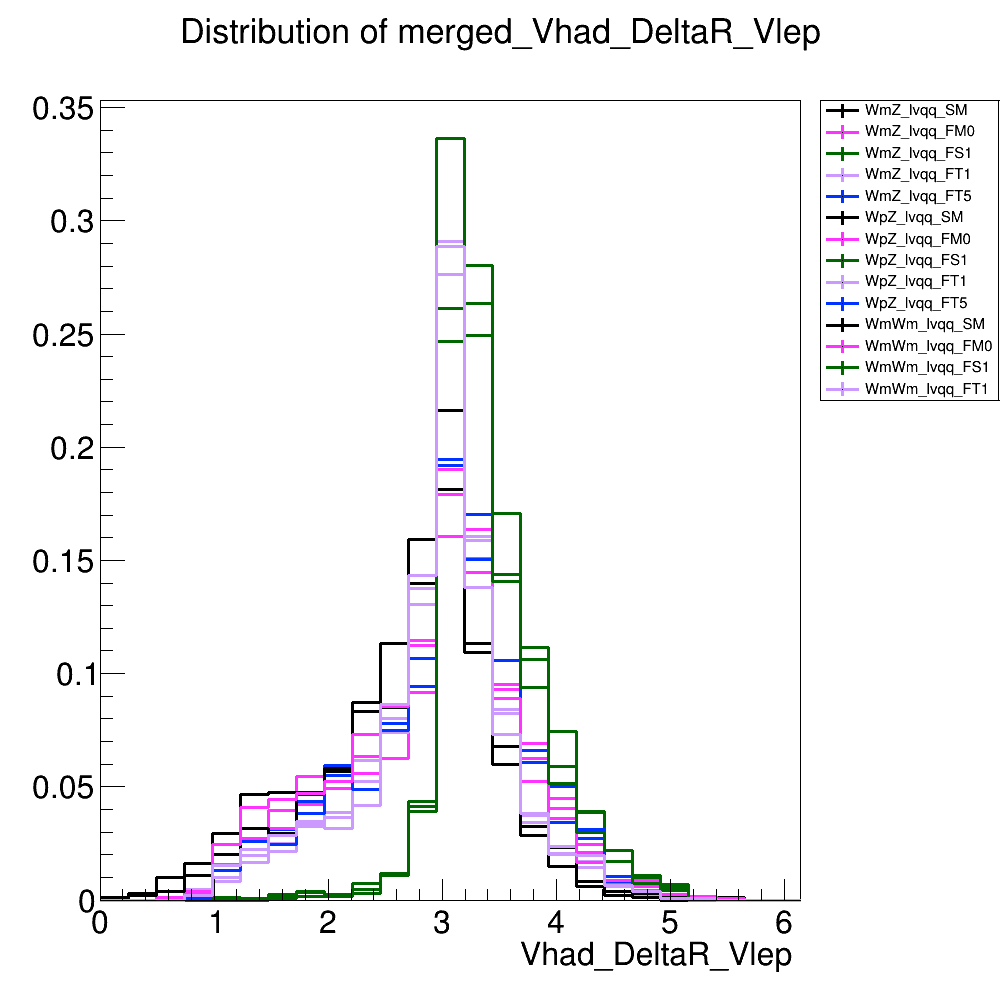 Distribution of merged_Vhad_DeltaR_Vlep
0.35
0.3
0.25
0.2
0.15
0.1
0.05
0
0 1 2 3 4 5 6
Vhad_DeltaR_Vlep
WmZ_lvqq_SM
WmZ_lvqq_FM0
WmZ_lvqq_FS1
WmZ_lvqq_FT1
WmZ_lvqq_FT5
WpZ_lvqq_SM
WpZ_lvqq_FM0
WpZ_lvqq_FS1
WpZ_lvqq_FT1
WpZ_lvqq_FT5
WmWm_lvqq_SM
WmWm_lvqq_FM0
WmWm_lvqq_FS1
WmWm_lvqq_FT1